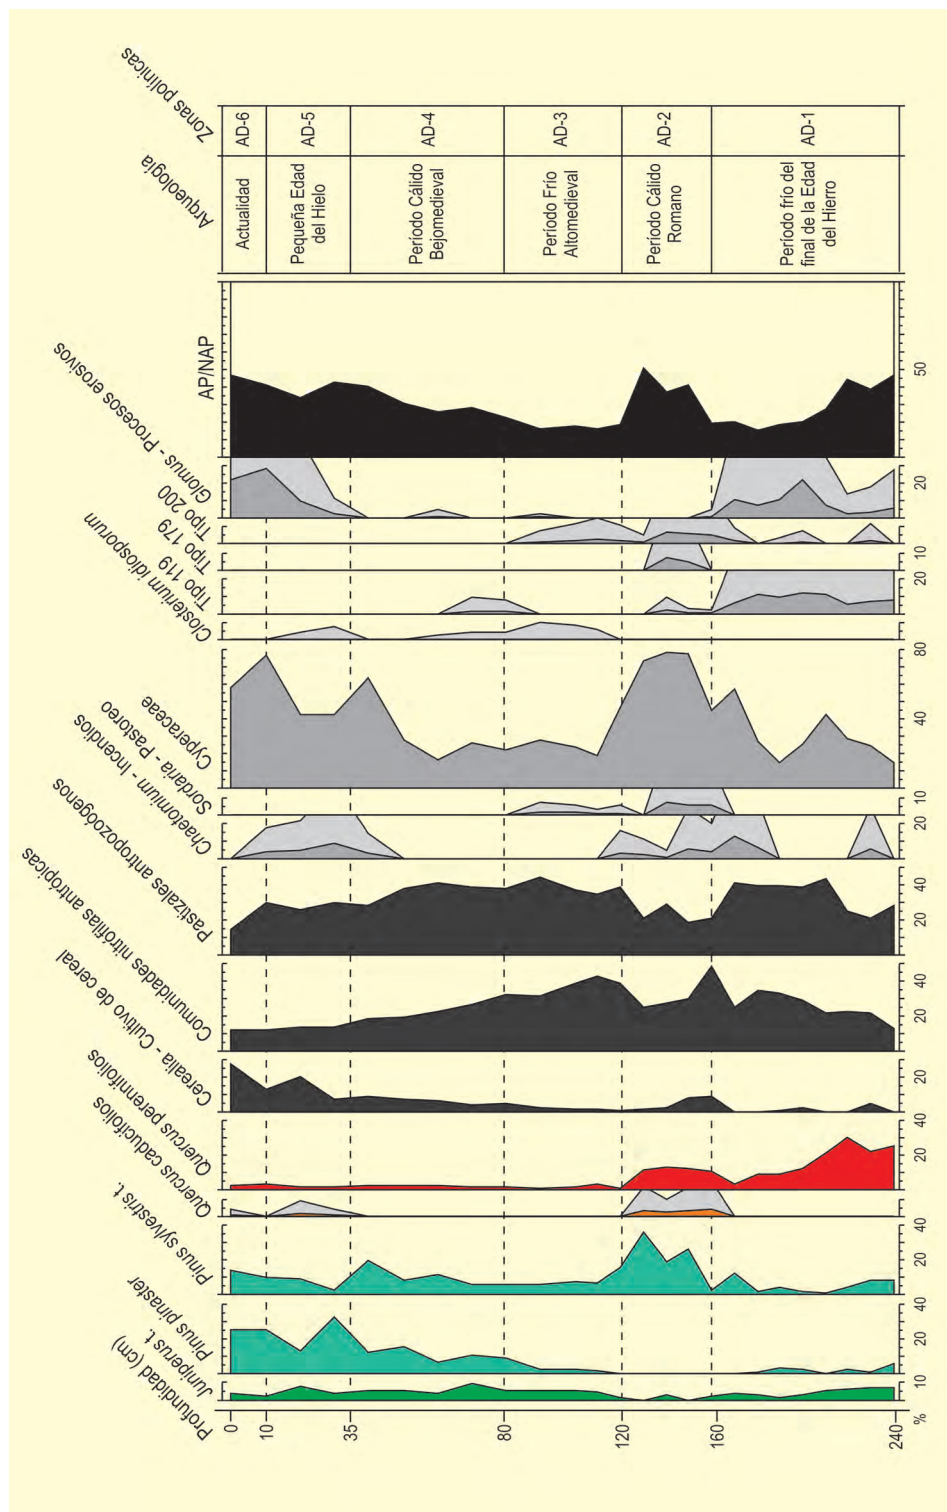 Zonas polínicas
AD-6
AD-5
AD-4
AD-3
AD-2
AD-1
Arqueología
Actualidad
Pequeña Edad
del Hielo
Período Cálido
Bejomedieval
Período Frío
Altomedieval
Período Cálido
Romano
Período frío del
final de la Edad
del Hierro
AP/NAP
50
Glomus - Procesos erosivos
20
Tipo 200
Tipo 179
10
Tipo 119
20
Closterium idiosporum
Cyperaceae
80
40
Sordaria - Pastoreo
10
Chaetomium - Incendios
20
Pastizales antropozoógenos
40
20
Comunidades nitrófilas antrópicas
40
20
Cerealia - Cultivo de cereal
20
Quercus perennifolios
40
20
Quercus caducifolios
Pinus sylvestris t.
40
20
Pinus pinaster
40
20
Juniperus t.
10
Profundidad (cm)
0
10
35
80
120
160
240
%